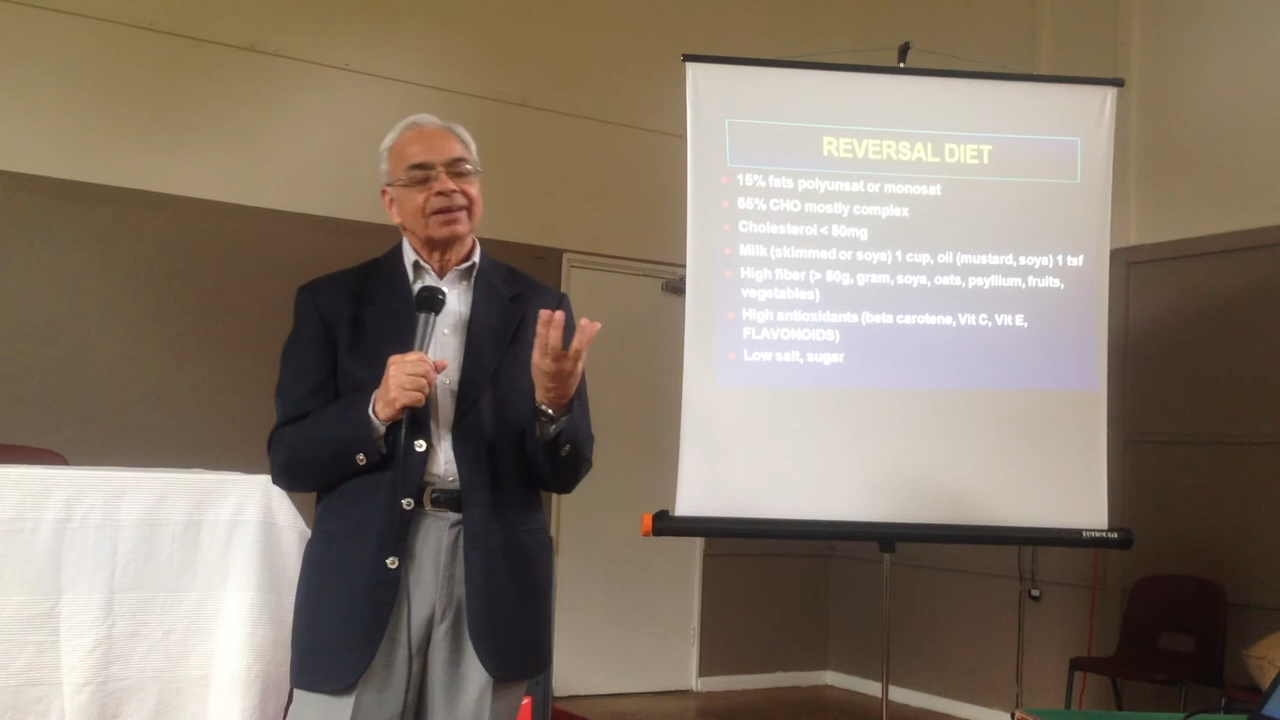 REVERSAL DIET
15% fats polyunsat or monosat
65% CHO mostly complex
Cholesterol < 50mg
Milk (skimmed or soya) 1 cup, oil (mustard, soya) 1 tsf
High fiber (> 50g, gram, soya, oats, psyllium, fruits,
vegetables)
High antioxidants (beta carotene, Vit C, Vit E,
FLAVONOIDS)
Low salt, sugar